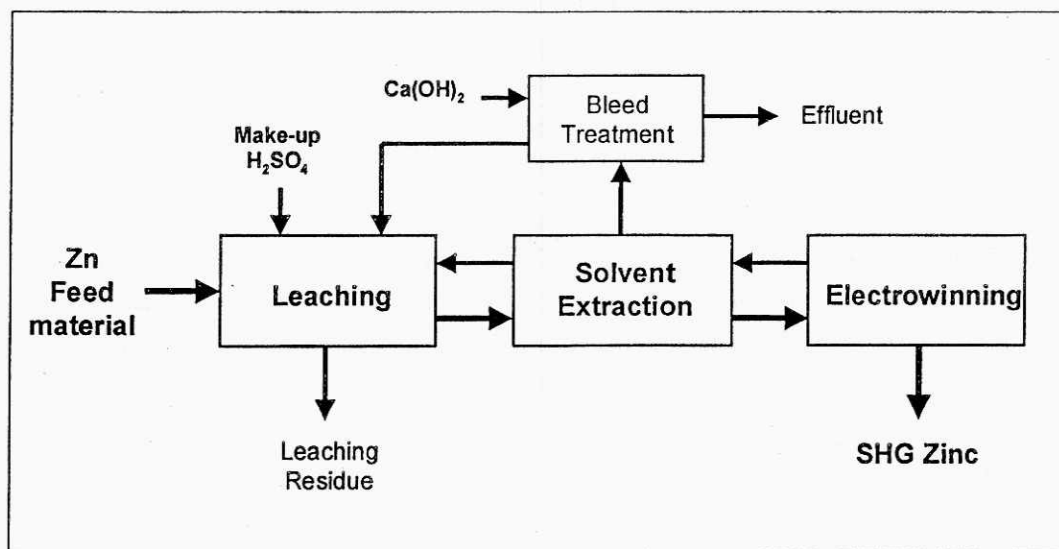 Ca(OH)₂
Bleed
Treatment
Effluent
Make-up
H₂SO₄
Zn
Feed
material
Leaching
Solvent
Extraction
Electrowinning
Leaching
Residue
SHG Zinc